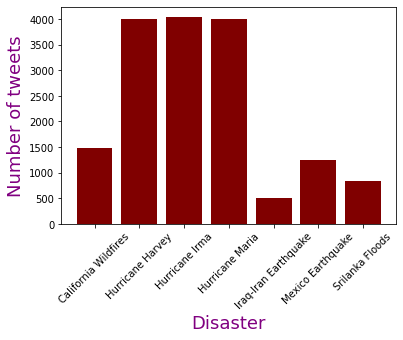 Number of tweets
4000
3500
3000
2500
2000
1500
1000
500
0
California Wildfires
Hurricane Harvey
Hurricane Irma
Hurricane Maria
Iraq-Iran Earthquake
Mexico Earthquake
Srilanka Floods
Disaster